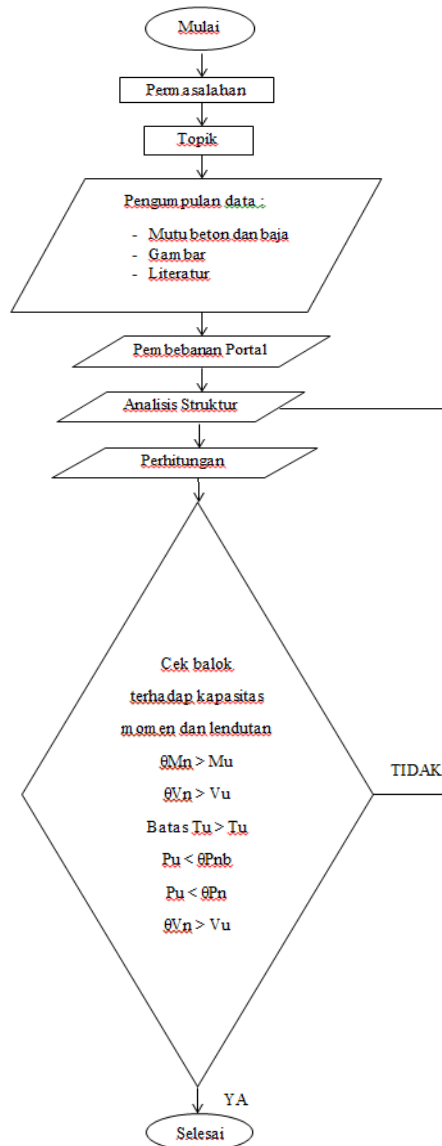 Mulai
Permasalahan
Topik
Pengumpulan data :
- Mutu beton dan baja
- Gambar
- Literatur
Pembebanan Portal
Analisis Struktur
Perhitungan
Cek balok
terhadap kapasitas
momen dan lendutan
θMn > Mu
θVn > Vu
Batas Tu > Tu
Pu < θPnb
Pu < θPn
θVn > Vu
TIDAK
YA
Selesai